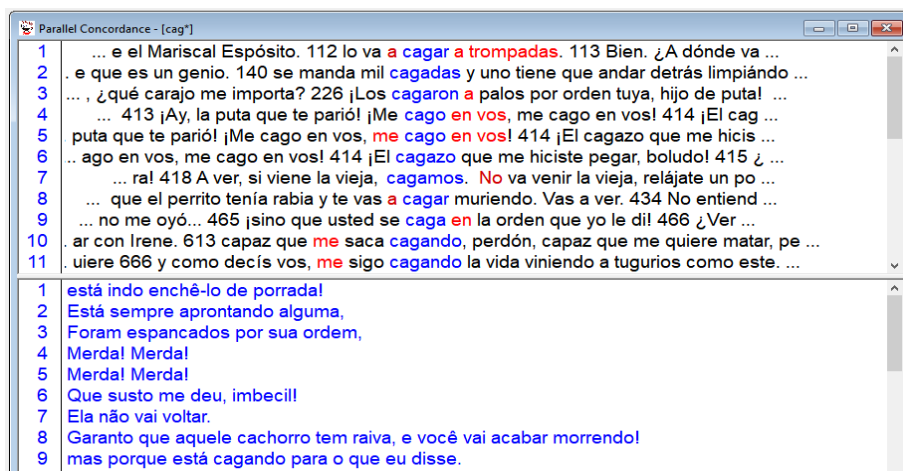 Parallel Concordance - [cag*]
1 ... e el Mariscal Espósito. 112 lo va a cagar a trompadas. 113 Bien. ¿A dónde va ...
2 . e que es un genio. 140 se manda mil cagadas y uno tiene que andar detrás limpiándo ...
3 ... , ¿qué carajo me importa? 226 ¡Los cagaron a palos por orden tuya, hijo de puta! ...
4 ... 413 ¡Ay, la puta que te parió! ¡Me cago en vos, me cago en vos! 414 ¡El cag ...
5 . puta que te parió! ¡Me cago en vos, me cago en vos! 414 ¡El cagazo que me hicis ...
6 ... ago en vos, me cago en vos! 414 ¡El cagazo que me hiciste pegar, boludo! 415 ¿ ...
7 ... ra! 418 A ver, si viene la vieja, cagamos. No va venir la vieja, relájate un po ...
8 ... que el perrito tenía rabia y te vas a cagar muriendo. Vas a ver. 434 No entiend ...
9 ... no me oyó... 465 ¡sino que usted se caga en la orden que yo le di! 466 ¿Ver ...
10 . ar con Irene. 613 capaz que me saca cagando, perdón, capaz que me quiere matar, pe ...
11 . uiere 666 y como decís vos, me sigo cagando la vida viniendo a tugurios como este. ...
1 está indo enchê-lo de porrada!
2 Está sempre aprontando alguma,
3 Foram espancados por sua ordem,
4 Merda! Merda!
5 Merda! Merda!
6 Que susto me deu, imbecil!
7 Ela não vai voltar.
8 Garanto que aquele cachorro tem raiva, e você vai acabar morrendo!
9 mas porque está cagando para o que eu disse.